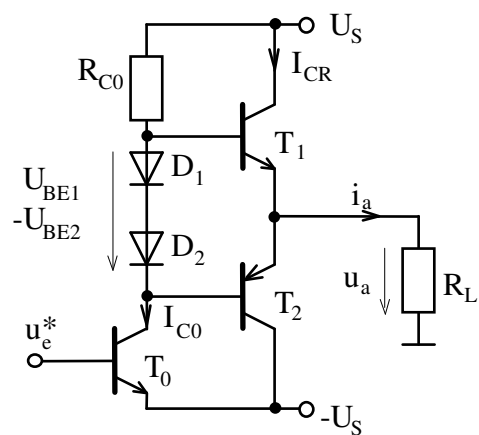 U_S
R_C0
I_CR
T_1
D_1
U_BE1
-U_BE2
i_a
D_2
u_a
R_L
T_2
I_C0
u_e*
T_0
-U_S